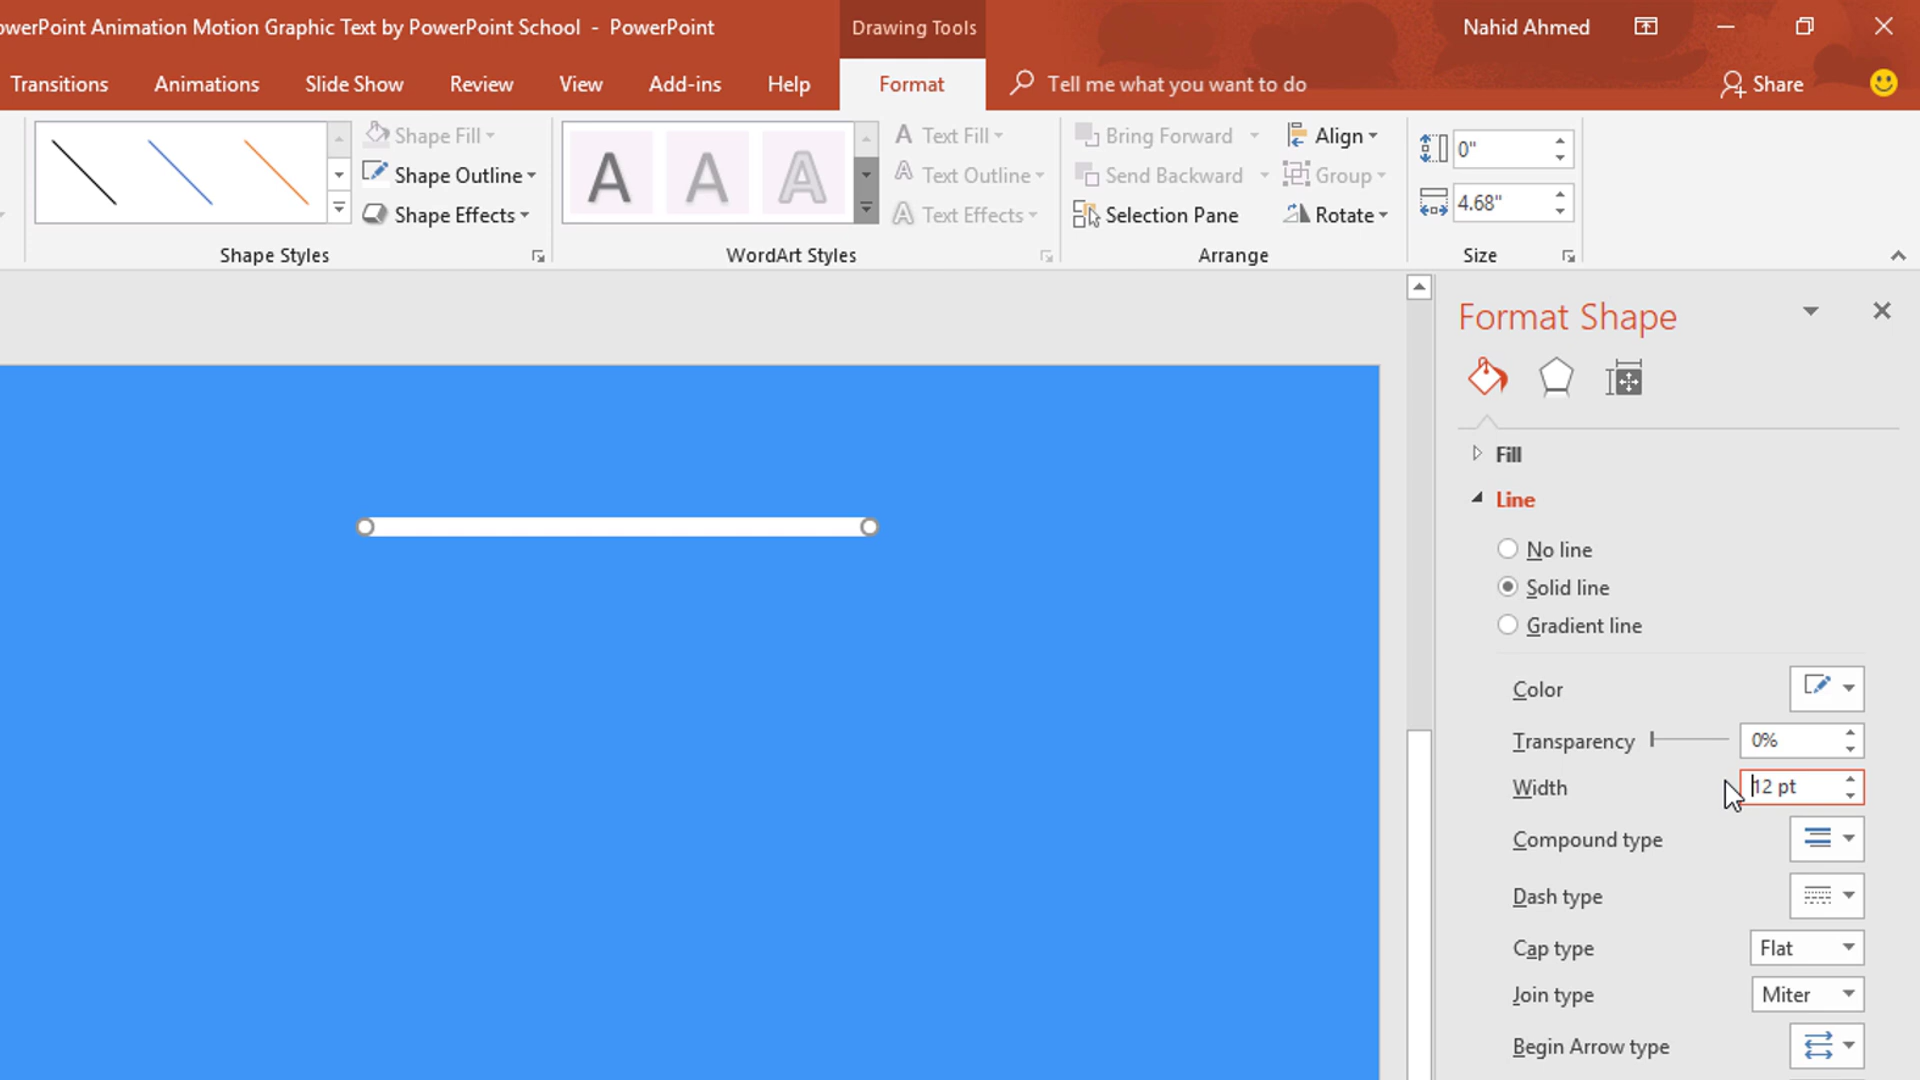 owerPoint Animation Motion Graphic Text by PowerPoint School - PowerPoint
Drawing Tools
Nahid Ahmed
Transitions
Animations
Slide Show
Review
View
Add-ins
Help
Format
Tell me what you want to do
Share
Shape Fill
Shape Outline
Shape Effects
Shape Styles
A A A
WordArt Styles
A Text Fill
A Text Outline
A Text Effects
Bring Forward
Send Backward
Selection Pane
Align
Group
Rotate
Arrange
0"
4.68"
Size
Format Shape
Fill
Line
No line
Solid line
Gradient line
Color
Transparency 0%
Width 12 pt
Compound type
Dash type
Cap type Flat
Join type Miter
Begin Arrow type